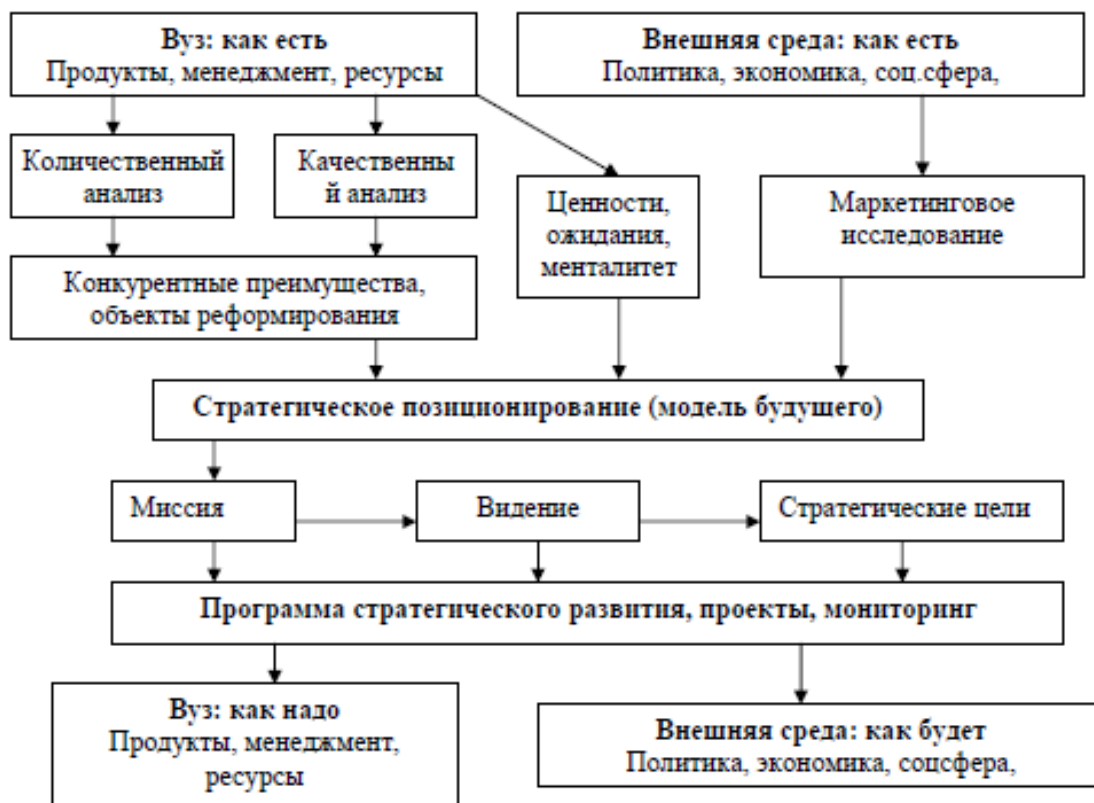 Вуз: как есть
Продукты, менеджмент, ресурсы
Внешняя среда: как есть
Политика, экономика, соц.сфера,
Количественный
анализ
Качественны
й анализ
Ценности,
ожидания,
менталитет
Маркетинговое
исследование
Конкурентные преимущества,
объекты реформирования
Стратегическое позиционирование (модель будущего)
Миссия
Видение
Стратегические цели
Программа стратегического развития, проекты, мониторинг
Вуз: как надо
Продукты, менеджмент,
ресурсы
Внешняя среда: как будет
Политика, экономика, соцсфера,